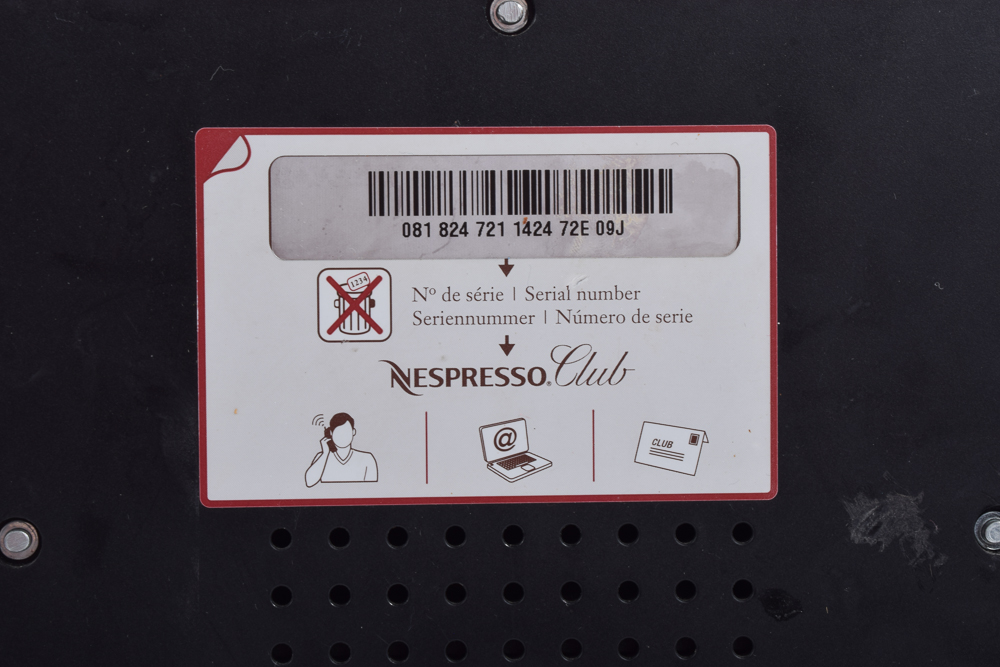 081 824 721 1424 72E 09J
1234
Nº de série | Serial number
Seriennummer | Número de serie
NESPRESSO® Club
@
CLUB